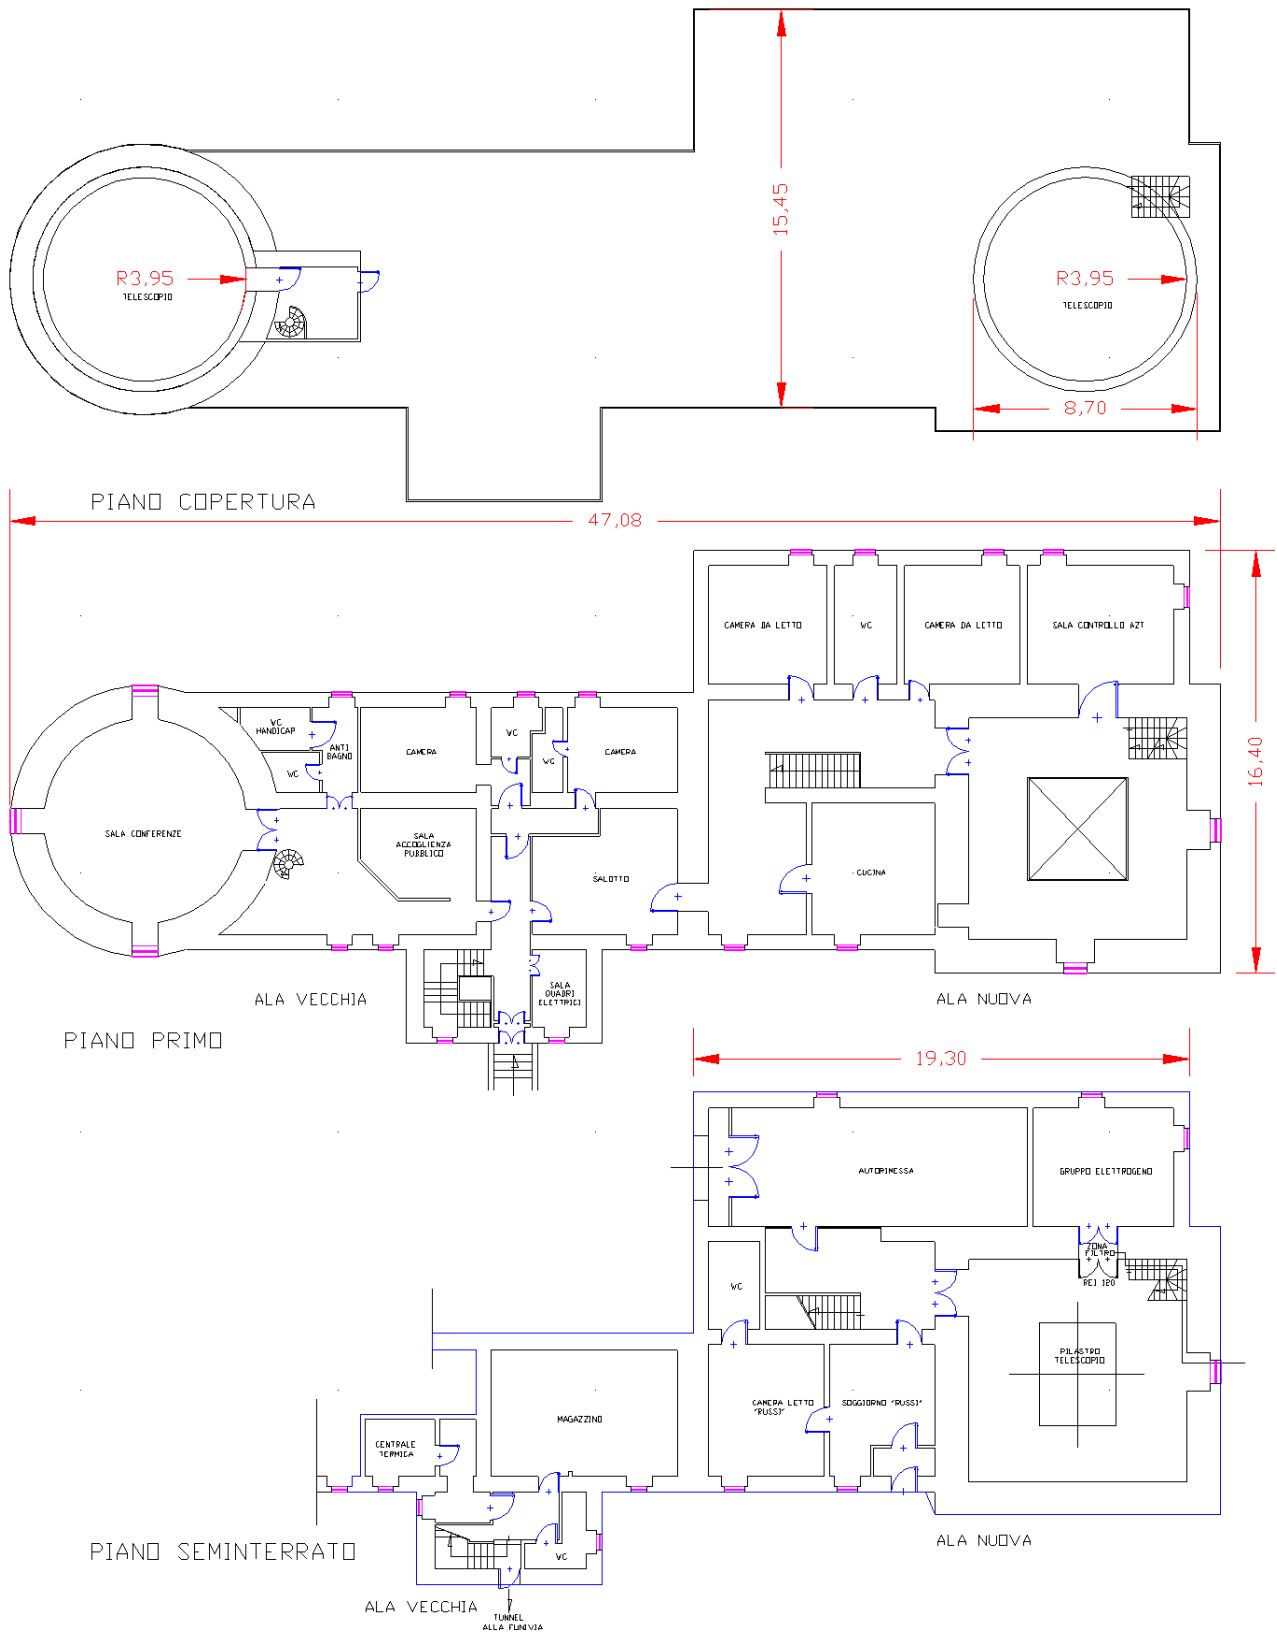 15,45
R3,95
TELESCOPIO
R3,95
TELESCOPIO
8,70
PIANO COPERTURA
47,08
CAMERA DA LETTO
WC
CAMERA DA LETTO
SALA CONTROLLO AZT
WC
HANDICAP
ANTI
BAGNO
CAMERA
WC
WC
CAMERA
WC
16,40
SALA CONFERENZE
SALA
ACCOGLIENZA
PUBBLICO
SALOTTO
CUCINA
SALA
QUADRI
ELETTRICI
ALA VECCHIA
ALA NUOVA
PIANO PRIMO
19,30
AUTORIMESSA
GRUPPO ELETTROGENO
ZONA
FILTRO
REI 120
WC
PILASTRO
TELESCOPIO
CAMERA LETTO
"RUSSI"
SOGGIORNO "RUSSI"
MAGAZZINO
CENTRALE
TERMICA
WC
PIANO SEMINTERRATO
ALA NUOVA
ALA VECCHIA
TUNNEL
ALLA FUNIVIA